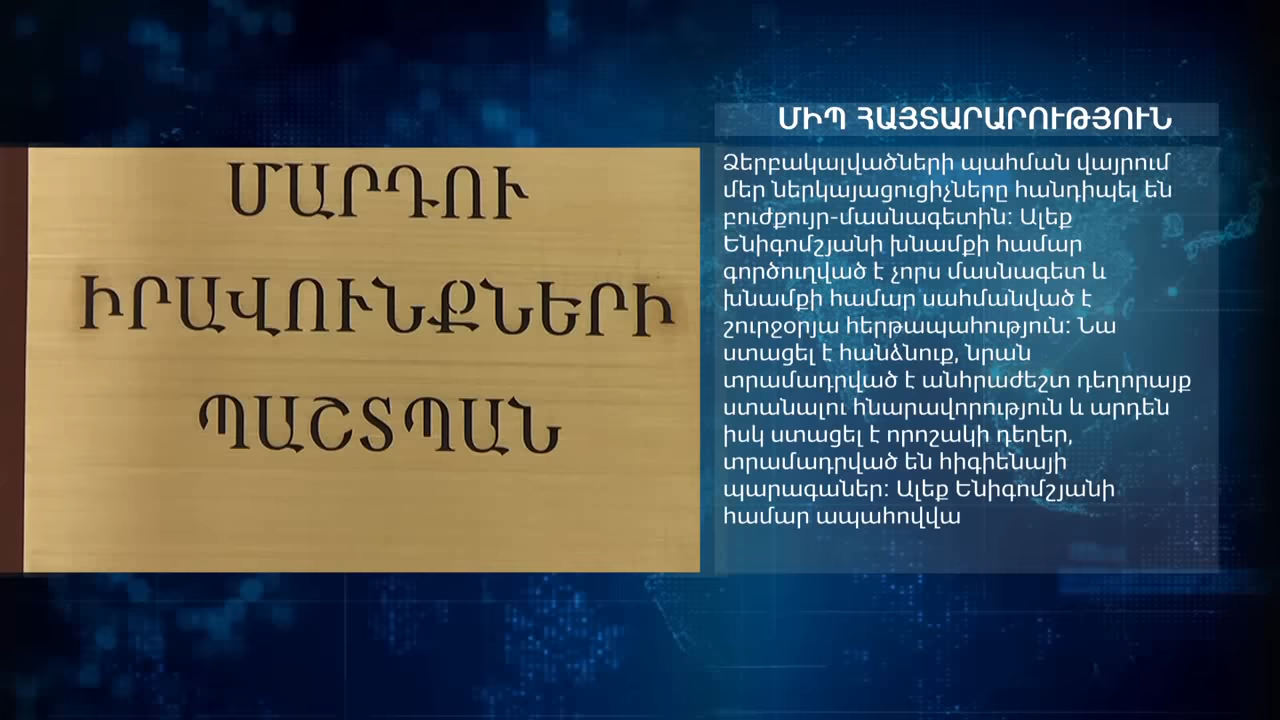 ՄԱՐԴՈՒ
ԻՐԱՎՈՒՆՔՆԵՐԻ
ՊԱՇՏՊԱՆ
ՄԻՊ ՀԱՅՏԱՐԱՐՈՒԹՅՈՒՆ
Ձերբակալվածների պահման վայրում
մեր ներկայացուցիչները հանդիպել են
բուժքույր-մասնագետին: Ալեք
Ենիգոմշյանի խնամքի համար
գործուղված է չորս մասնագետ և
խնամքի համար սահմանված է
շուրջօրյա հերթապահություն: Նա
ստացել է հանձնուք, նրան
տրամադրված է անհրաժեշտ դեղորայք
ստանալու հնարավորություն և արդեն
իսկ ստացել է որոշակի դեղեր,
տրամադրված են հիգիենայի
պարագաներ: Ալեք Ենիգոմշյանի
համար ապահովվա